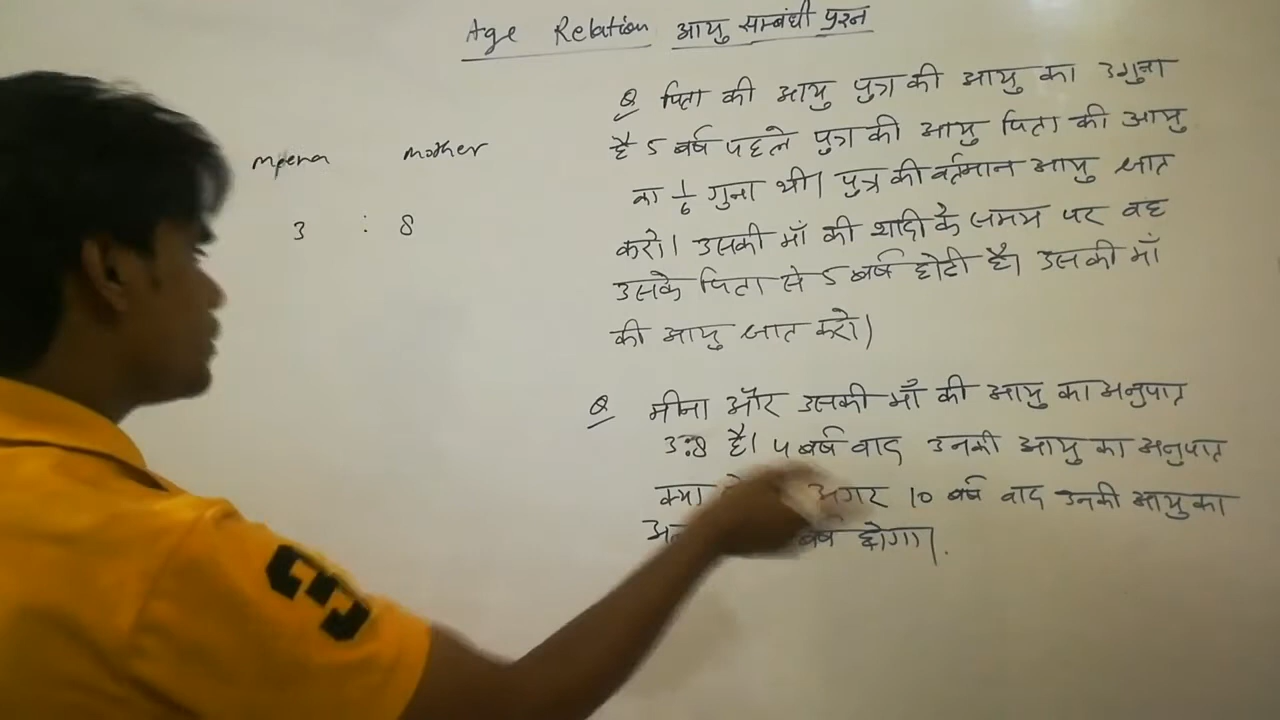 Age Relation आयु सम्बंधी प्रश्न
Q पिता की आयु पुत्र की आयु का 3गुना
है 5 वर्ष पहले पुत्र की आयु पिता की आयु
का 1/6 गुना थी। पुत्र की वर्तमान आयु ज्ञात
करो। उसकी माँ की शादी के समय पर वह
उसके पिता से 5 वर्ष छोटी है। उसकी माँ
की आयु ज्ञात करो।
meena mother
3 : 8
Q मीना और उसकी माँ की आयु का अनुपात
3:8 है। 4 वर्ष बाद उनकी आयु का अनुपात
क्या अगर 10 वर्ष बाद उनकी आयु का
वर्ष होगा।
3